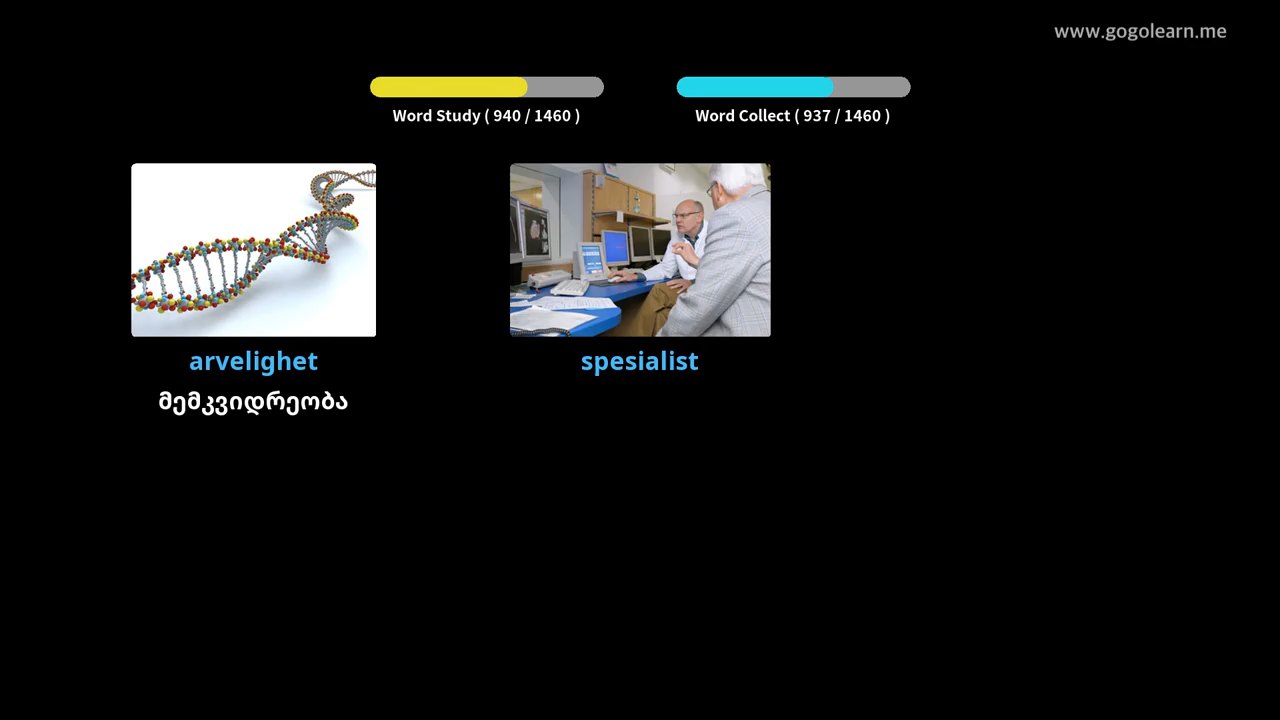 www.gogolearn.me
Word Study ( 940 / 1460 )
Word Collect ( 937 / 1460 )
arvelighet
spesialist
მემკვიდრეობა